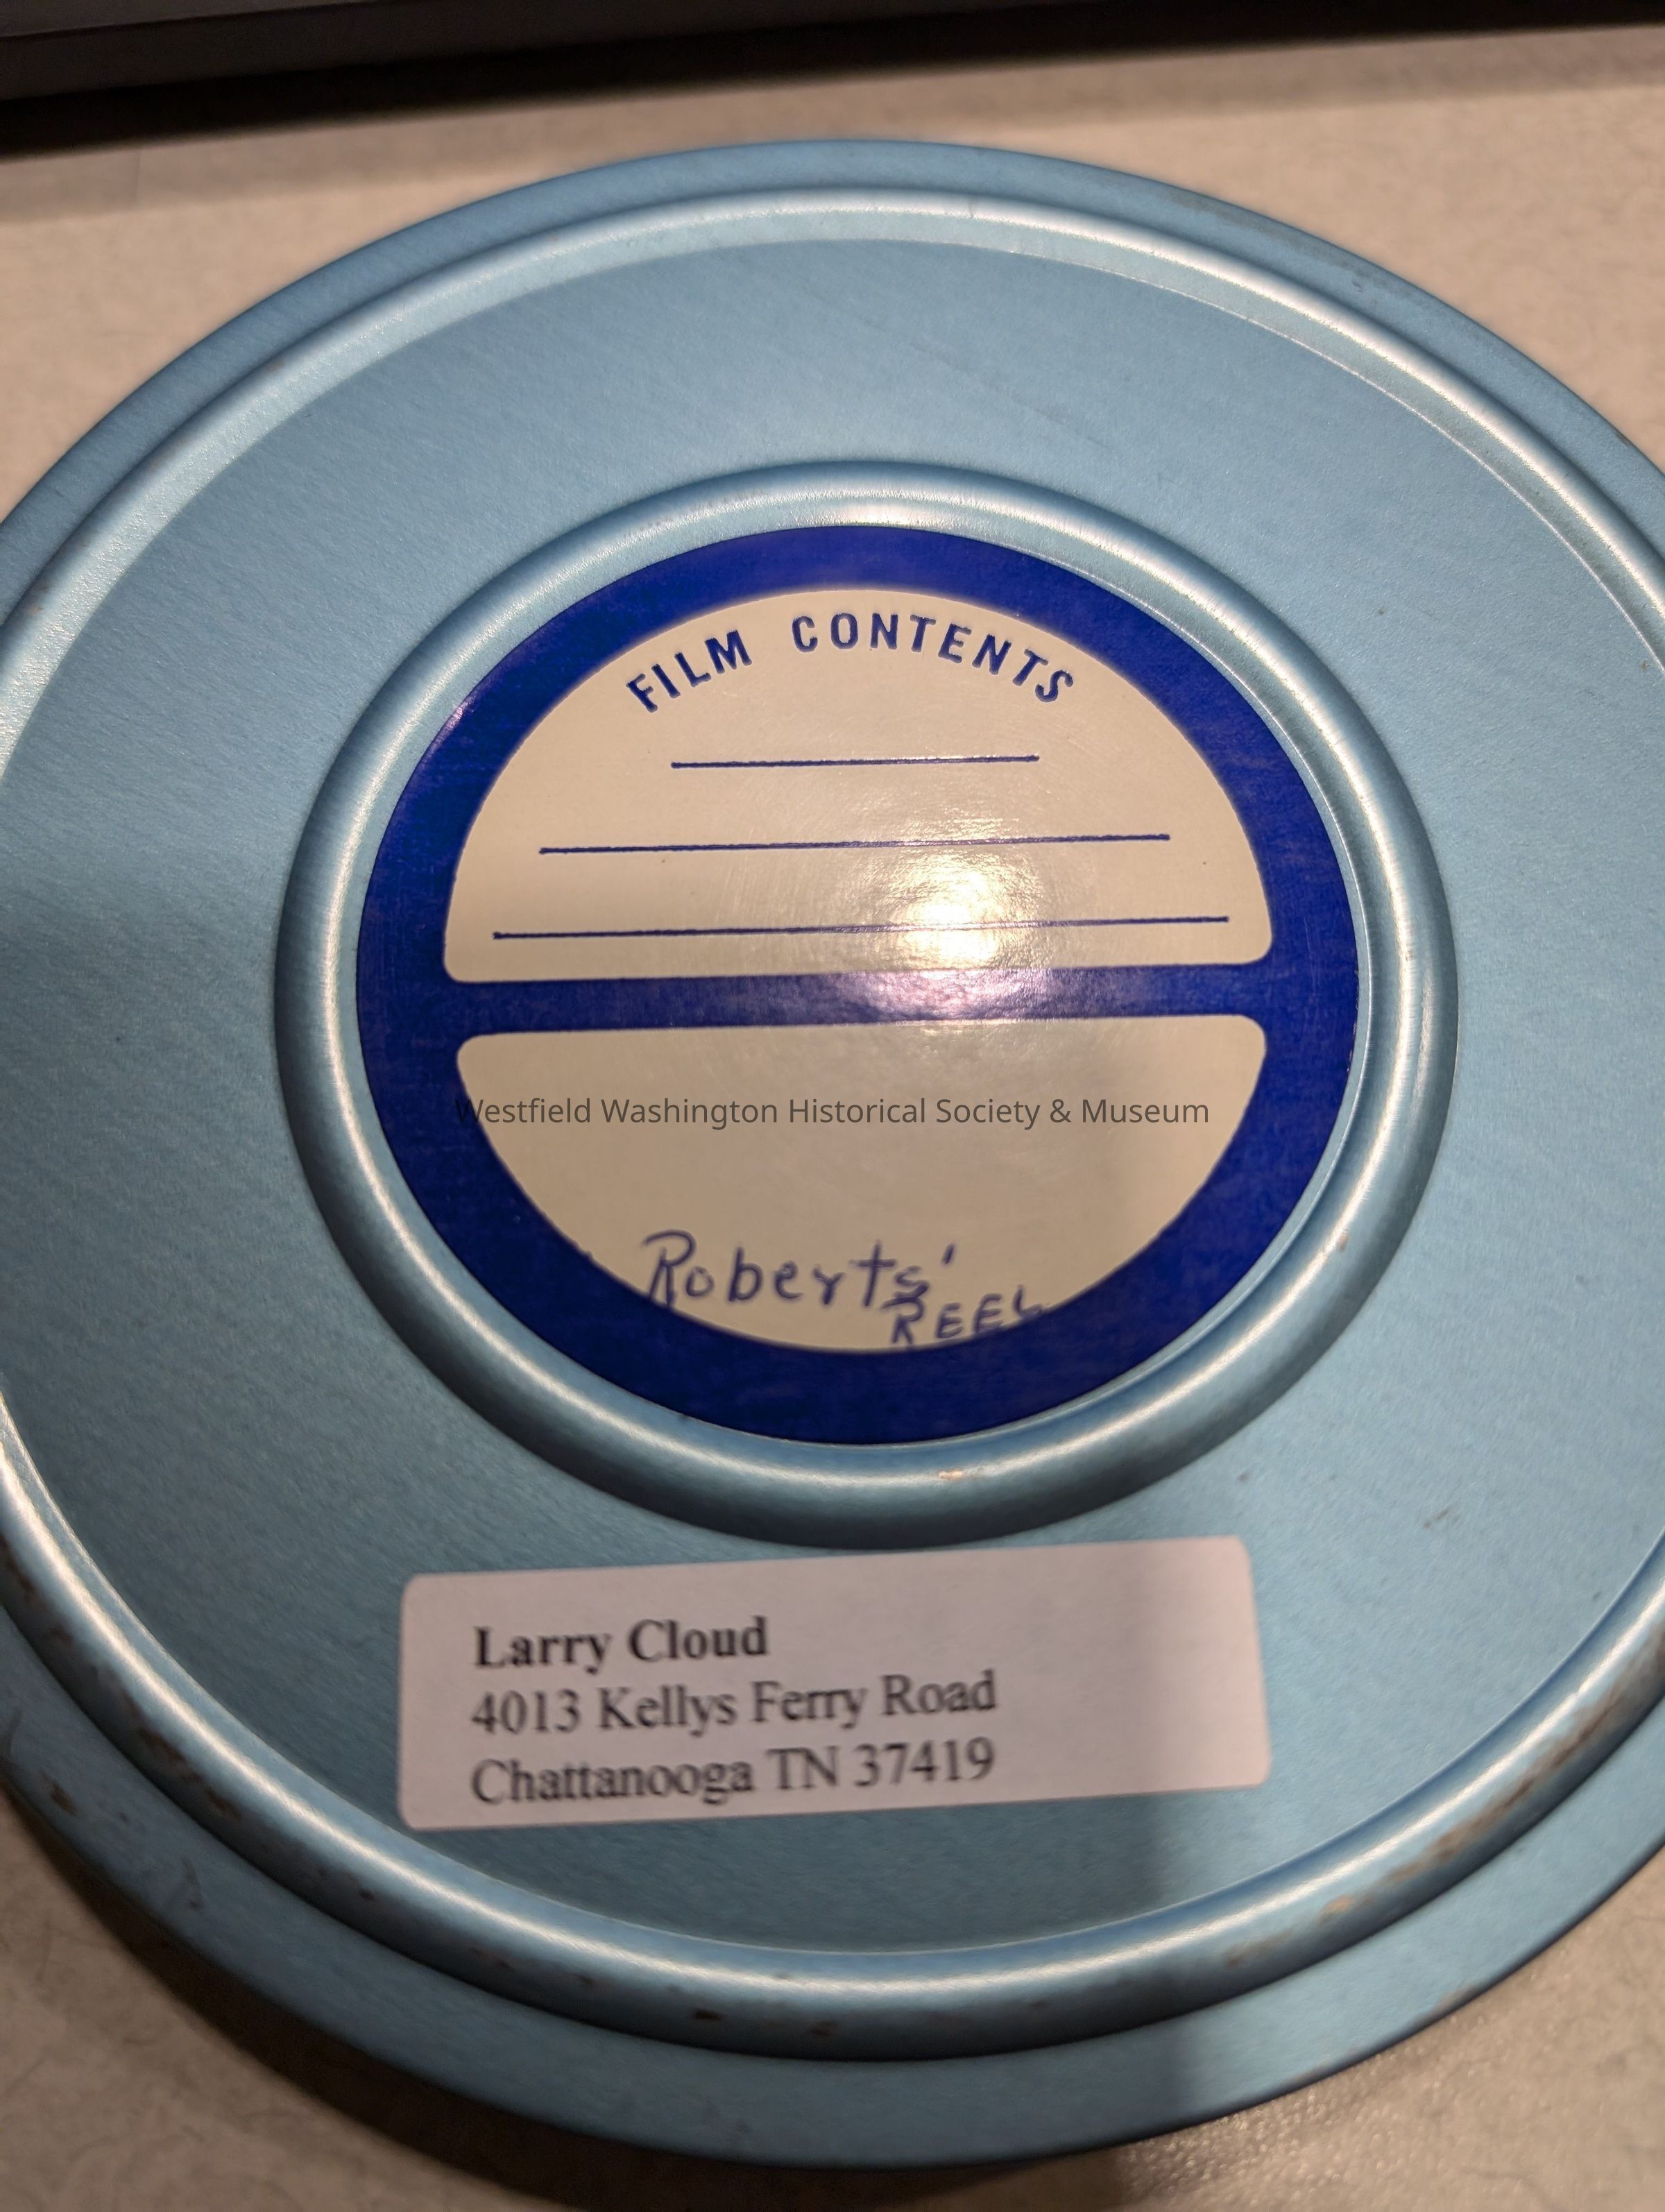 FILM CONTENTS
Westfield Washington Historical Society & Museum
Roberts'
REEL
Larry Cloud
4013 Kellys Ferry Road
Chattanooga TN 37419